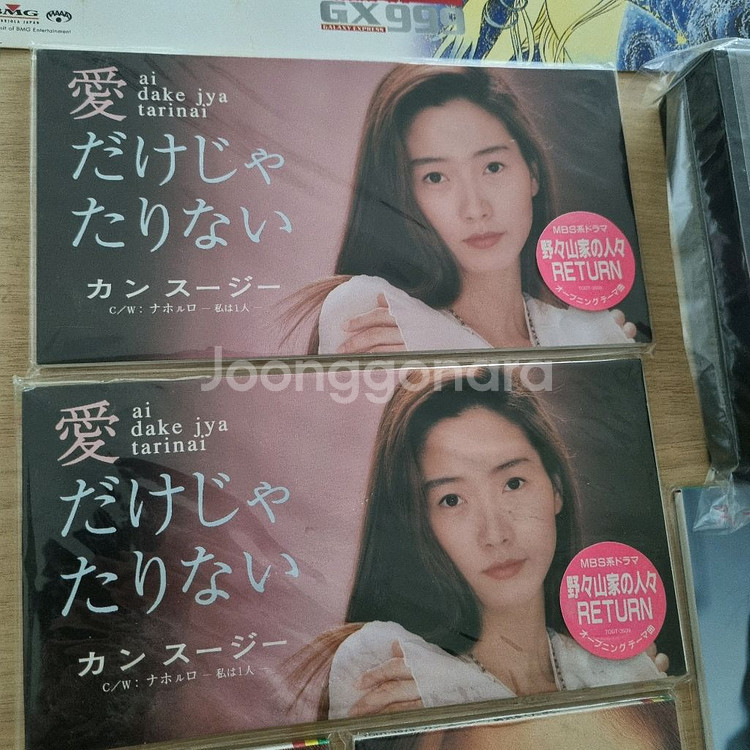 BMG
GX999
GALAXY EXPRESS
愛
ai
dake jya
tarinai
だけじゃ
たりない
カン スージー
C/W: ナホルロ ー私は1人ー
MBS系ドラマ
野々山家の人々
RETURN
オープニングテーマ曲
Joonggonara
愛
ai
dake jya
tarinai
だけじゃ
たりない
カン スージー
C/W: ナホルロ ー私は1人ー
MBS系ドラマ
野々山家の人々
RETURN
オープニングテーマ曲